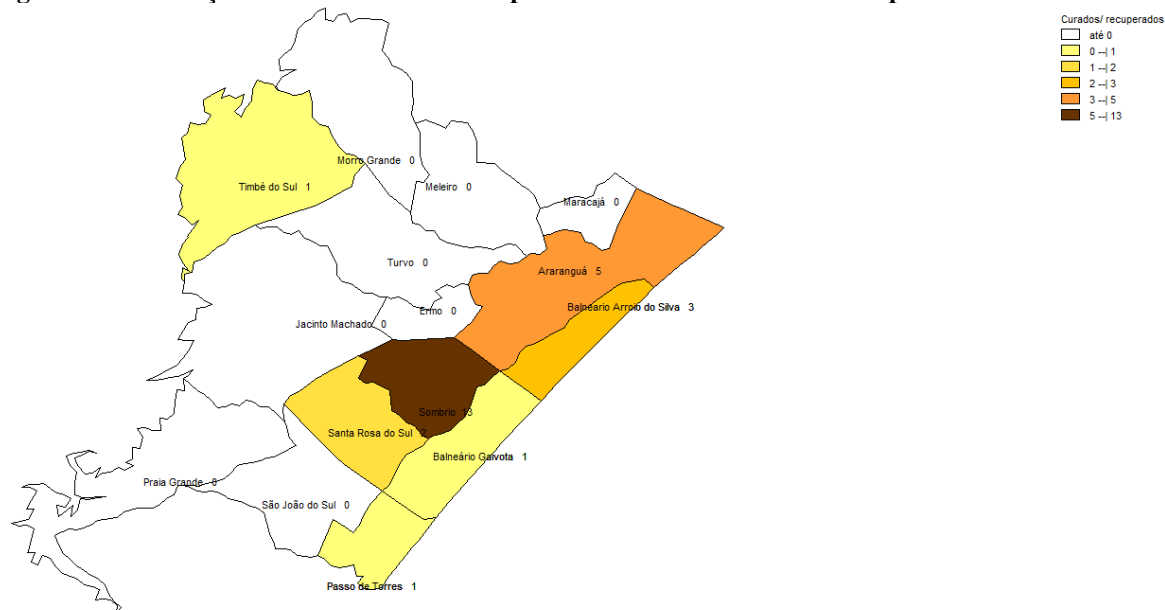 Curados/ recuperados
até 0
0 --| 1
1 --| 2
2 --| 3
3 --| 5
5 --| 13
Morro Grande 0
Timbé do Sul 1
Meleiro 0
Maracajá 0
Turvo 0
Araranguá 5
Balneário Arroio do Silva 3
Ermo 0
Jacinto Machado 0
Sombrio 13
Santa Rosa do Sul 2
Balneário Gaivota 1
Praia Grande 0
São João do Sul 0
Passo de Torres 1